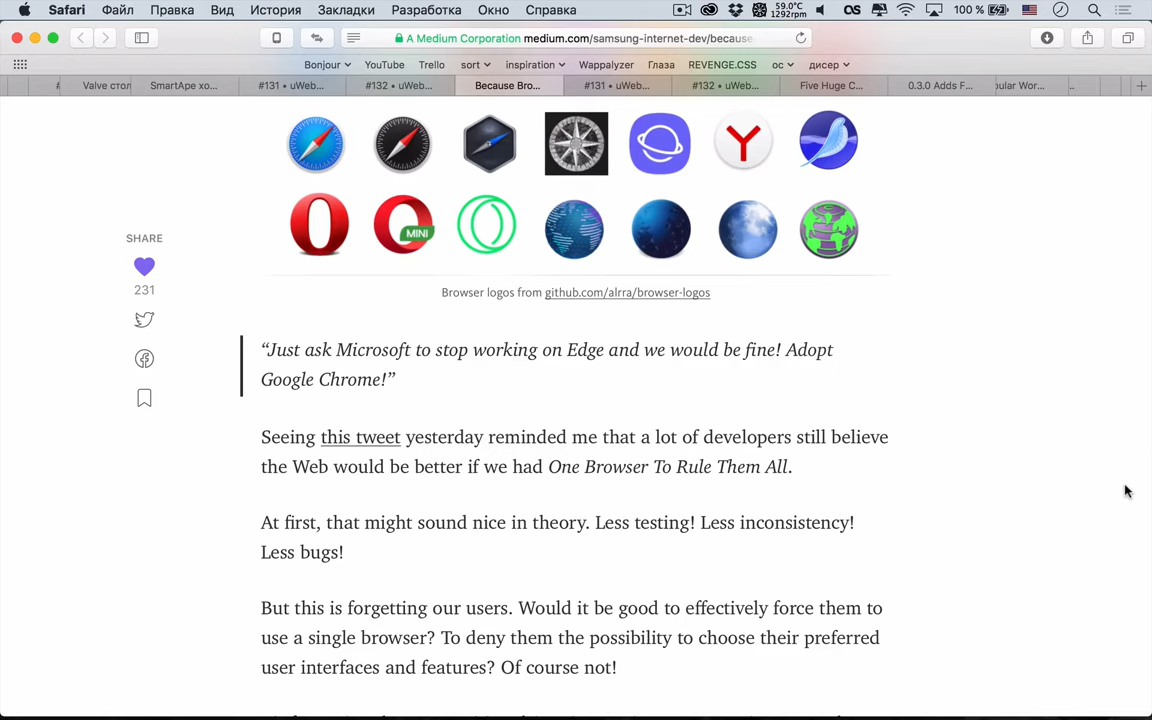 Safari Файл Правка Вид История Закладки Разработка Окно Справка 59.0°C 1292rpm 100 %
A Medium Corporation medium.com/samsung-internet-dev/because
Bonjour YouTube Trello sort inspiration Wappalyzer Глаза REVENGE.CSS ос дисер
Valve стол SmartApe хо... #131 • uWeb... #132 • uWeb... Because Bro... #131 • uWeb... #132 • uWeb... Five Huge C... 0.3.0 Adds F... ular Wor...
MINI
Browser logos from github.com/alrra/browser-logos
SHARE
231
“Just ask Microsoft to stop working on Edge and we would be fine! Adopt
Google Chrome!”
Seeing this tweet yesterday reminded me that a lot of developers still believe
the Web would be better if we had One Browser To Rule Them All.
At first, that might sound nice in theory. Less testing! Less inconsistency!
Less bugs!
But this is forgetting our users. Would it be good to effectively force them to
use a single browser? To deny them the possibility to choose their preferred
user interfaces and features? Of course not!